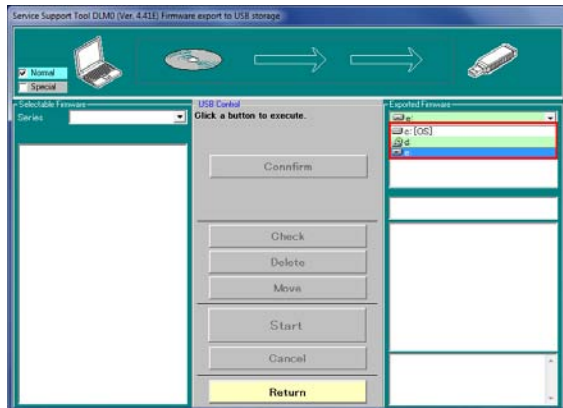 Service Support Tool DLM0 (Ver. 4.41E) Firmware export to USB storage
Normal
Special
Selectable Firmware
Series
USB Control
Click a button to execute.
Connfirm
Check
Delete
Move
Start
Cancel
Return
Exported Firmware
e:
c: [OS]
d
e